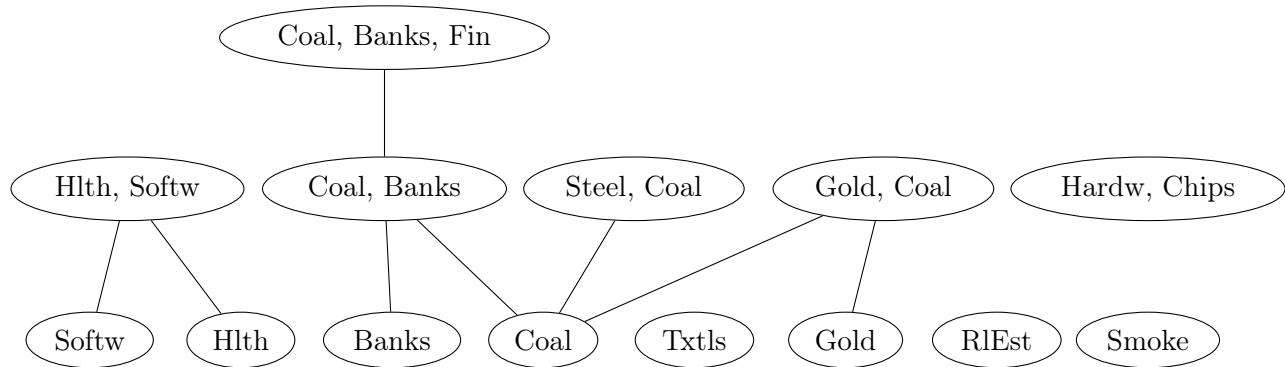 Coal, Banks, Fin
Hlth, Softw
Coal, Banks
Steel, Coal
Gold, Coal
Hardw, Chips
Softw
Hlth
Banks
Coal
Txtls
Gold
RlEst
Smoke